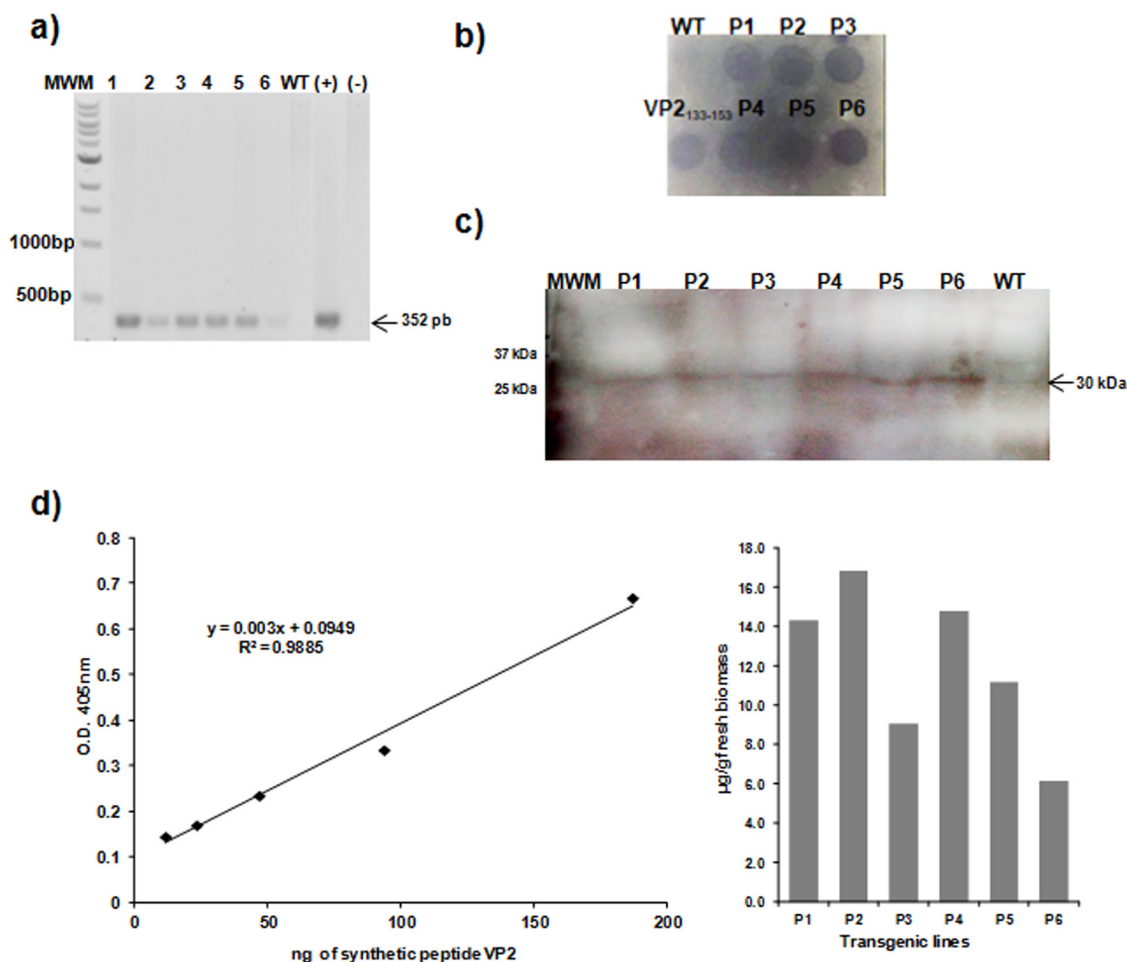 a)
MWM 1 2 3 4 5 6 WT (+) (-)
1000bp
500bp
352 pb
b)
WT P1 P2 P3
VP2133-153 P4 P5 P6
c)
MWM P1 P2 P3 P4 P5 P6 WT
37 kDa
25 kDa
30 kDa
d)
O.D. 405nm
0.8
0.7
0.6
0.5
0.4
0.3
0.2
0.1
0
y = 0.003x + 0.0949
R² = 0.9885
0 50 100 150 200
ng of synthetic peptide VP2
µg/g fresh biomass
18.0
16.0
14.0
12.0
10.0
8.0
6.0
4.0
2.0
0.0
P1 P2 P3 P4 P5 P6
Transgenic lines